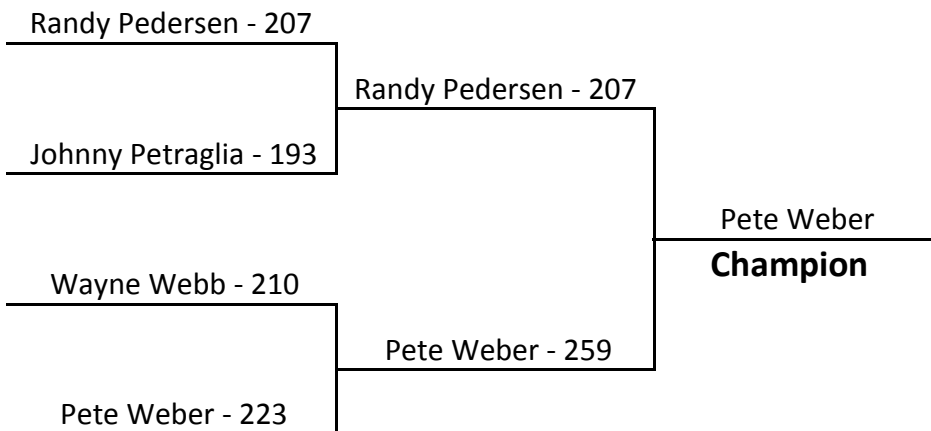 Randy Pedersen - 207
Randy Pedersen - 207
Johnny Petraglia - 193
Pete Weber
Champion
Wayne Webb - 210
Pete Weber - 259
Pete Weber - 223